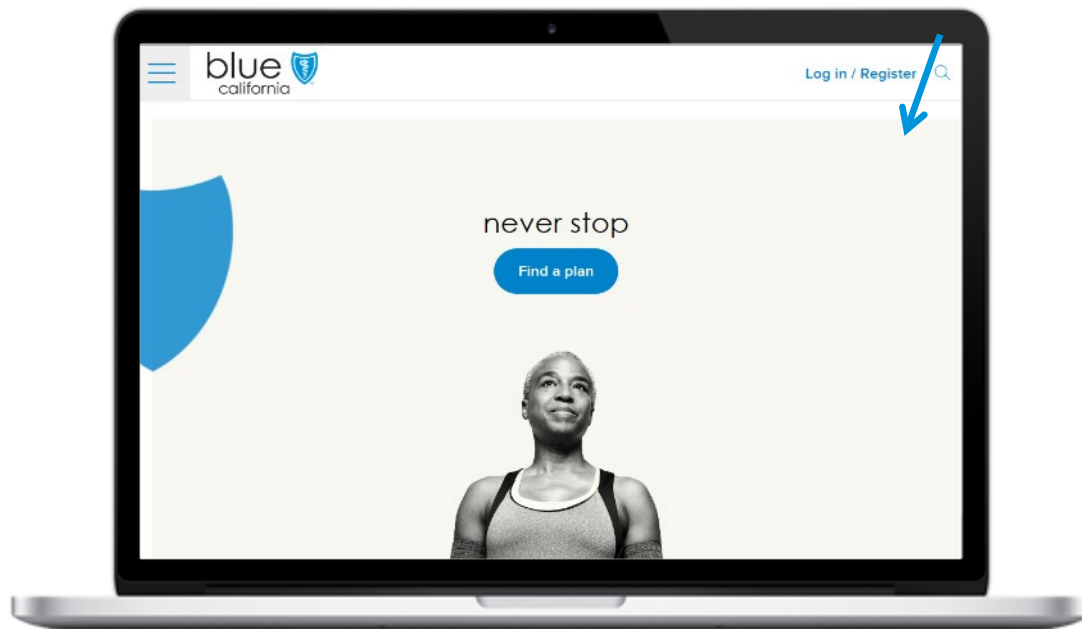 blue
california
Log in / Register
never stop
Find a plan